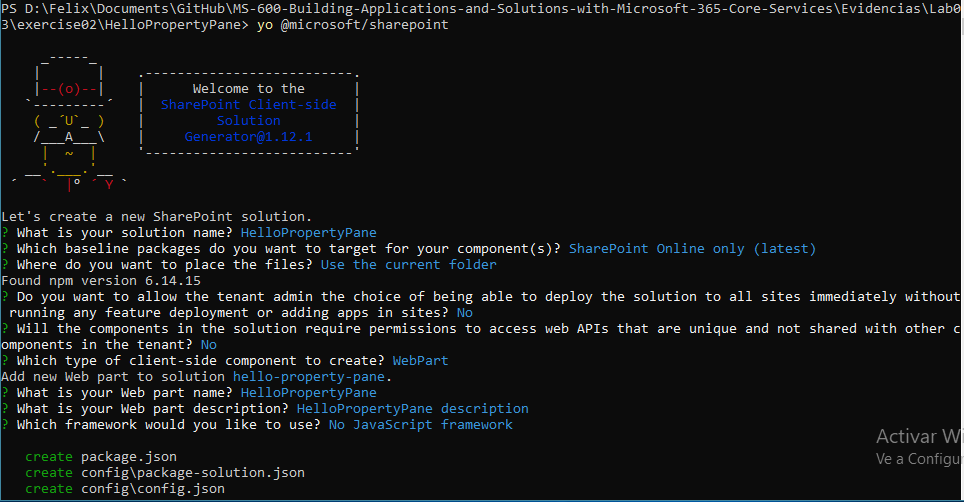 PS D:\Felix\Documents\GitHub\MS-600-Building-Applications-and-Solutions-with-Microsoft-365-Core-Services\Evidencias\Lab0
3\exercise02\HelloPropertyPane> yo @microsoft/sharepoint
Welcome to the
SharePoint Client-side
Solution
Generator@1.12.1
Let's create a new SharePoint solution.
? What is your solution name? HelloPropertyPane
? Which baseline packages do you want to target for your component(s)? SharePoint Online only (latest)
? Where do you want to place the files? Use the current folder
Found npm version 6.14.15
? Do you want to allow the tenant admin the choice of being able to deploy the solution to all sites immediately without
running any feature deployment or adding apps in sites? No
? Will the components in the solution require permissions to access web APIs that are unique and not shared with other c
omponents in the tenant? No
? Which type of client-side component to create? WebPart
Add new Web part to solution hello-property-pane.
? What is your Web part name? HelloPropertyPane
? What is your Web part description? HelloPropertyPane description
? Which framework would you like to use? No JavaScript framework
create package.json
create config\package-solution.json
create config\config.json
Activar W
Ve a Configu